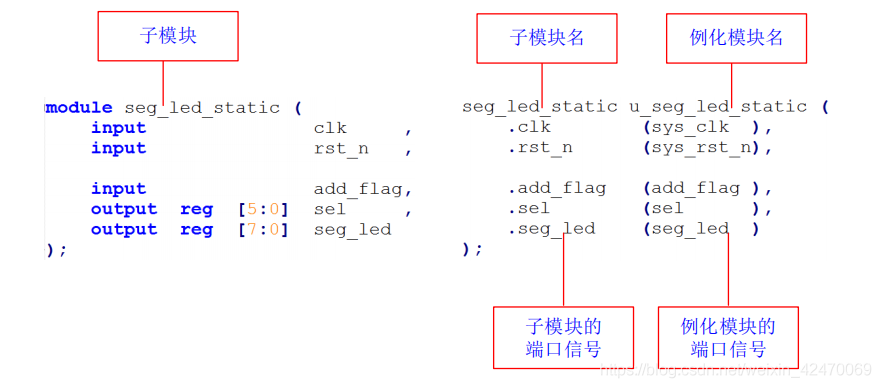 子模块
module seg_led_static (
input clk ,
input rst_n ,
input add_flag,
output reg [5:0] sel ,
output reg [7:0] seg_led
);
子模块名
例化模块名
seg_led_static u_seg_led_static (
.clk (sys_clk ),
.rst_n (sys_rst_n),
.add_flag (add_flag ),
.sel (sel ),
.seg_led (seg_led )
);
子模块的
端口信号
例化模块的
端口信号
https://blog.csdn.net/weixin_42470069